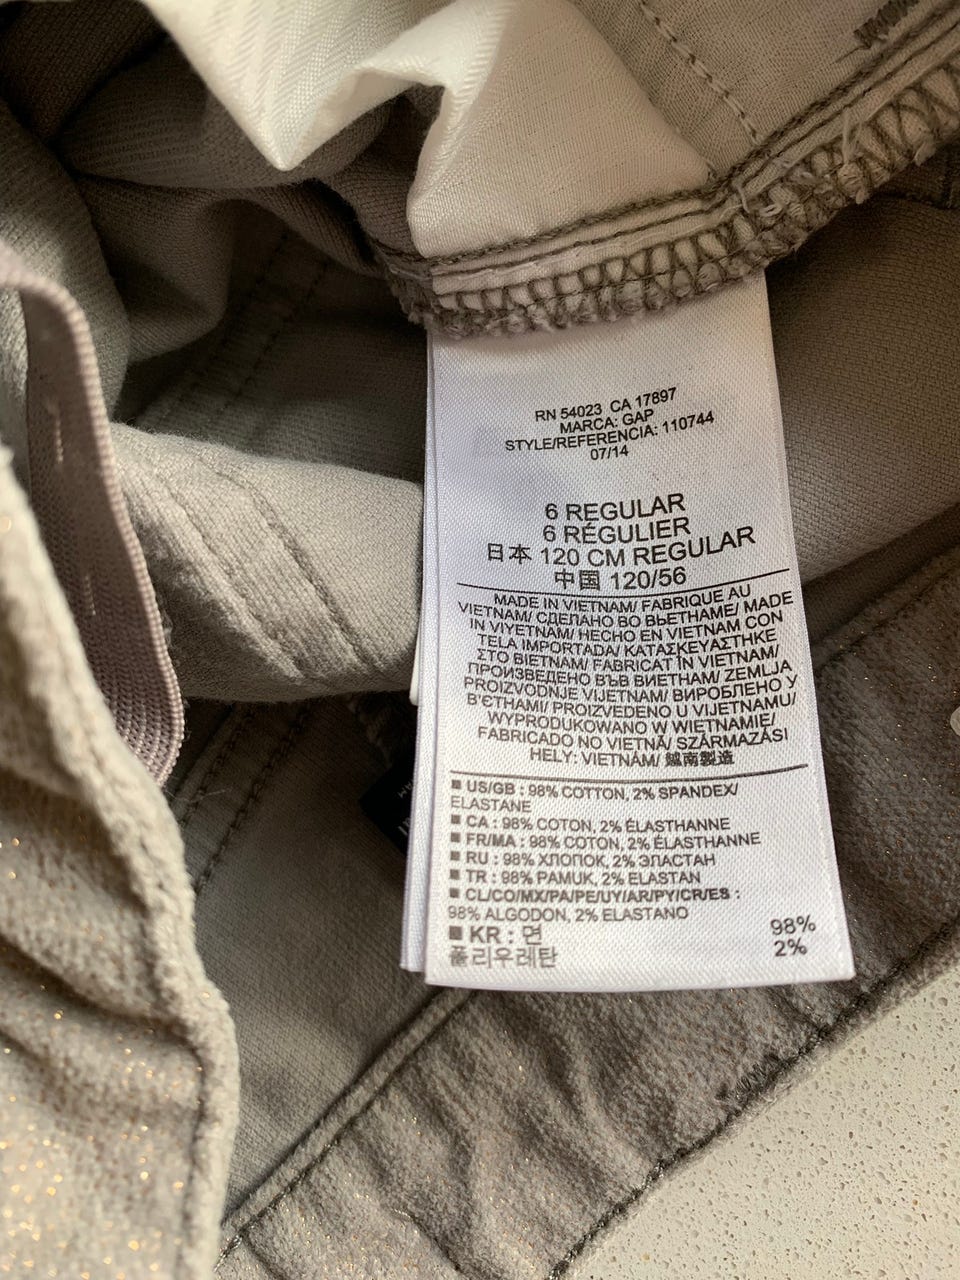 RN 54023 CA 17897
MARCA: GAP
STYLE/REFERENCIA: 110744
07/14
6 REGULAR
6 RÉGULIER
日本 120 CM REGULAR
中国 120/56
MADE IN VIETNAM/ FABRIQUE AU
VIETNAM/ СДЕЛАНО ВО ВЬЕТНАМЕ/ MADE
IN VIYETNAM/ HECHO EN VIETNAM CON
TELA IMPORTADA/ ΚΑΤΑΣΚΕΥΑΣΤΗΚΕ
ΣΤΟ ΒΙΕΤΝΑΜ/ FABRICAT ÎN VIETNAM/
ПРОИЗВЕДЕНО ВЪВ ВИЕТНАМ/ ZEMLJA
PROIZVODNJE VIJETNAM/ ВИРОБЛЕНО У
В'ЄТНАМІ/ PROIZVEDENO U VIJETNAMU/
WYPRODUKOWANO W WIETNAMIE/
FABRICADO NO VIETNÃ/ SZÁRMAZÁSI
HELY: VIETNÁM/ 越南製造
■ US/GB : 98% COTTON, 2% SPANDEX/
ELASTANE
■ CA : 98% COTON, 2% ÉLASTHANNE
■ FR/MA : 98% COTON, 2% ÉLASTHANNE
■ RU : 98% ХЛОПОК, 2% ЭЛАСТАН
■ TR : 98% PAMUK, 2% ELASTAN
■ CL/CO/MX/PA/PE/UY/AR/PY/CR/ES :
98% ALGODON, 2% ELASTANO
■ KR : 면 98%
폴리우레탄 2%